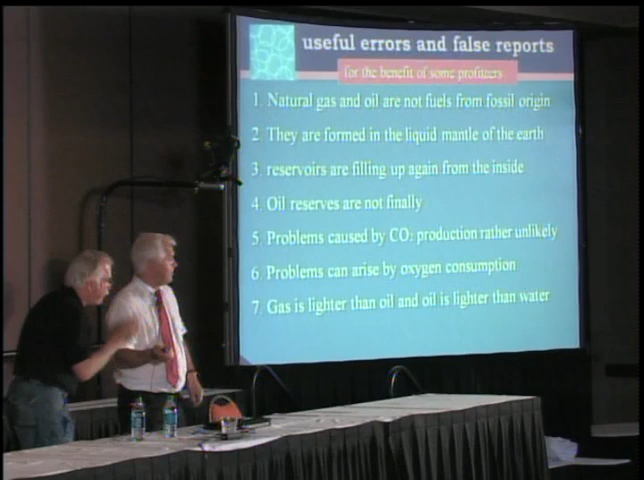 useful errors and false reports
for the benefit of some profiteers
1. Natural gas and oil are not fuels from fossil origin
2. They are formed in the liquid mantle of the earth
3. reservoirs are filling up again from the inside
4. Oil reserves are not finally
5. Problems caused by CO₂ production rather unlikely
6. Problems can arise by oxygen consumption
7. Gas is lighter than oil and oil is lighter than water